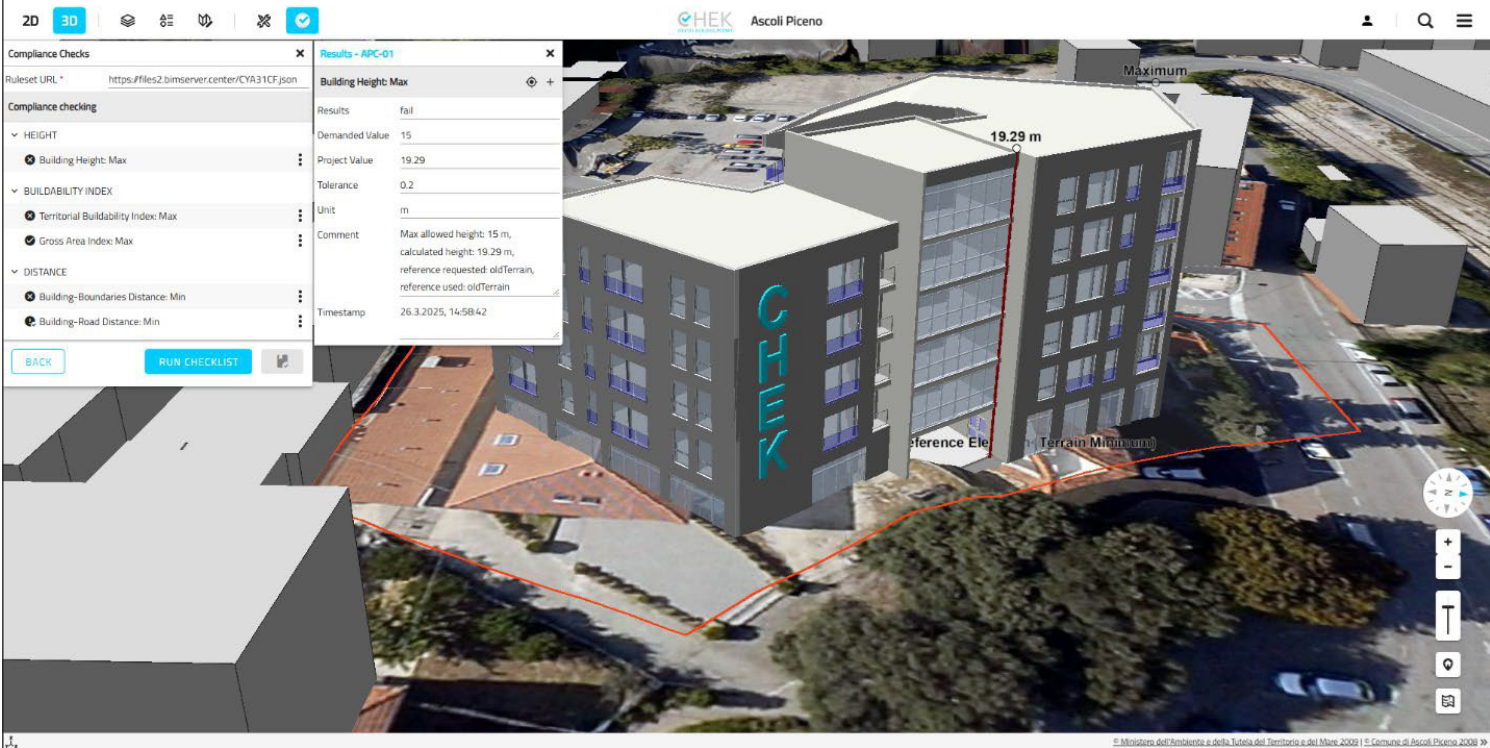 2D 3D
CHEK Ascoli Piceno
Compliance Checks
Ruleset URL * https://files2.bimserver.center/CYA31CF.json
Compliance checking
HEIGHT
Building Height: Max
BUILDABILITY INDEX
Territorial Buildability Index: Max
Gross Area Index: Max
DISTANCE
Building-Boundaries Distance: Min
Building-Road Distance: Min
BACK RUN CHECKLIST
Results - APC-01
Building Height: Max
Results fail
Demanded Value 15
Project Value 19.29
Tolerance 0.2
Unit m
Comment Max allowed height: 15 m,
calculated height: 19.29 m,
reference requested: oldTerrain,
reference used: oldTerrain
Timestamp 26.3.2025, 14:58:42
Maximum
19.29 m
CHEK
Terrain Minimum)
N
© Ministero dell'Ambiente e della Tutela del Territorio e del Mare 2009 | © Comune di Ascoli Piceno 2008